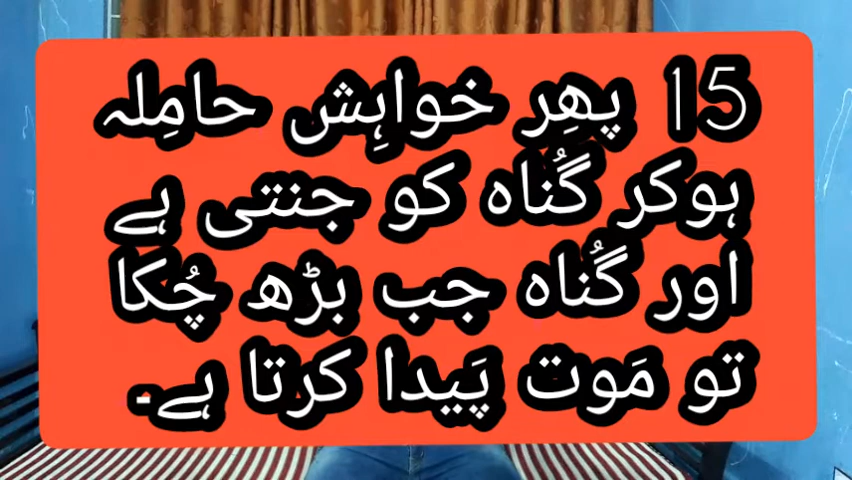 15 پھِر خواہِش حامِلہ
ہوکر گُناہ کو جنتی ہے
اور گُناہ جب بڑھ چُکا
تو مَوت پَیدا کرتا ہے۔